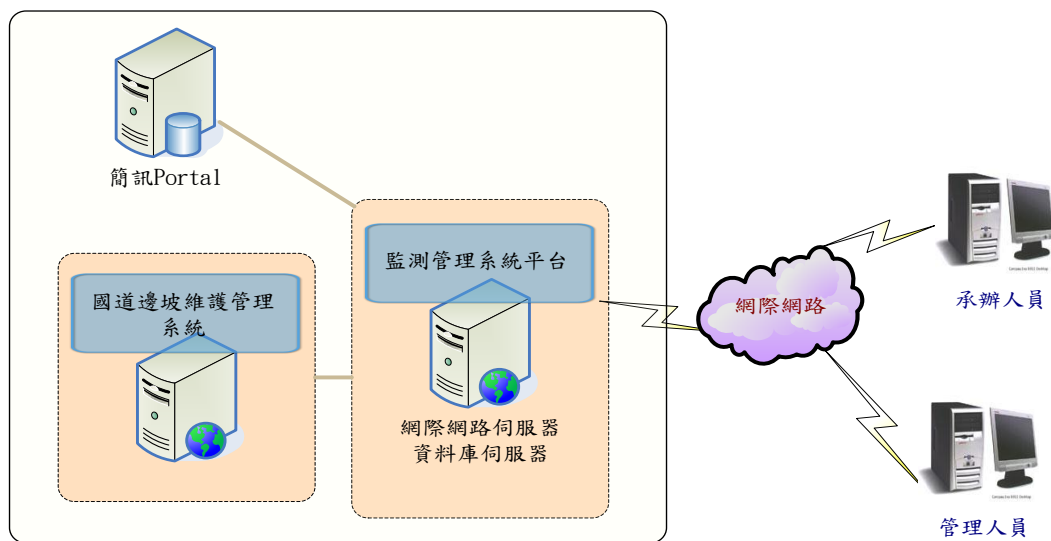 簡訊Portal
監測管理系統平台
國道邊坡維護管理
系統
網際網路伺服器
資料庫伺服器
網際網路
承辦人員
管理人員